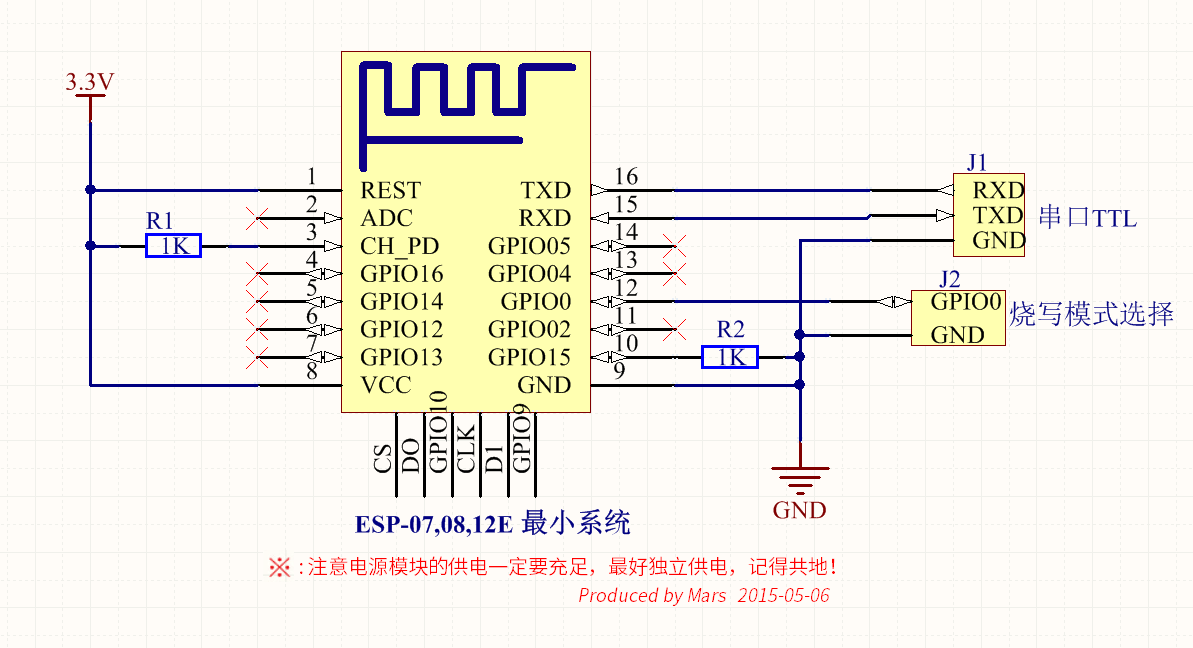 3.3V
R1
1K
1
REST
2
ADC
3
CH_PD
4
GPIO16
5
GPIO14
6
GPIO12
7
GPIO13
8
VCC
TXD
16
RXD
15
GPIO05
14
GPIO04
13
GPIO0
12
GPIO02
11
GPIO15
10
GND
9
CS
DO
GPIO10
CLK
D1
GPIO9
R2
1K
J1
RXD
TXD
GND
串口TTL
J2
GPIO0
GND
烧写模式选择
GND
ESP-07,08,12E 最小系统
※ : 注意电源模块的供电一定要充足，最好独立供电，记得共地！
Produced by Mars 2015-05-06